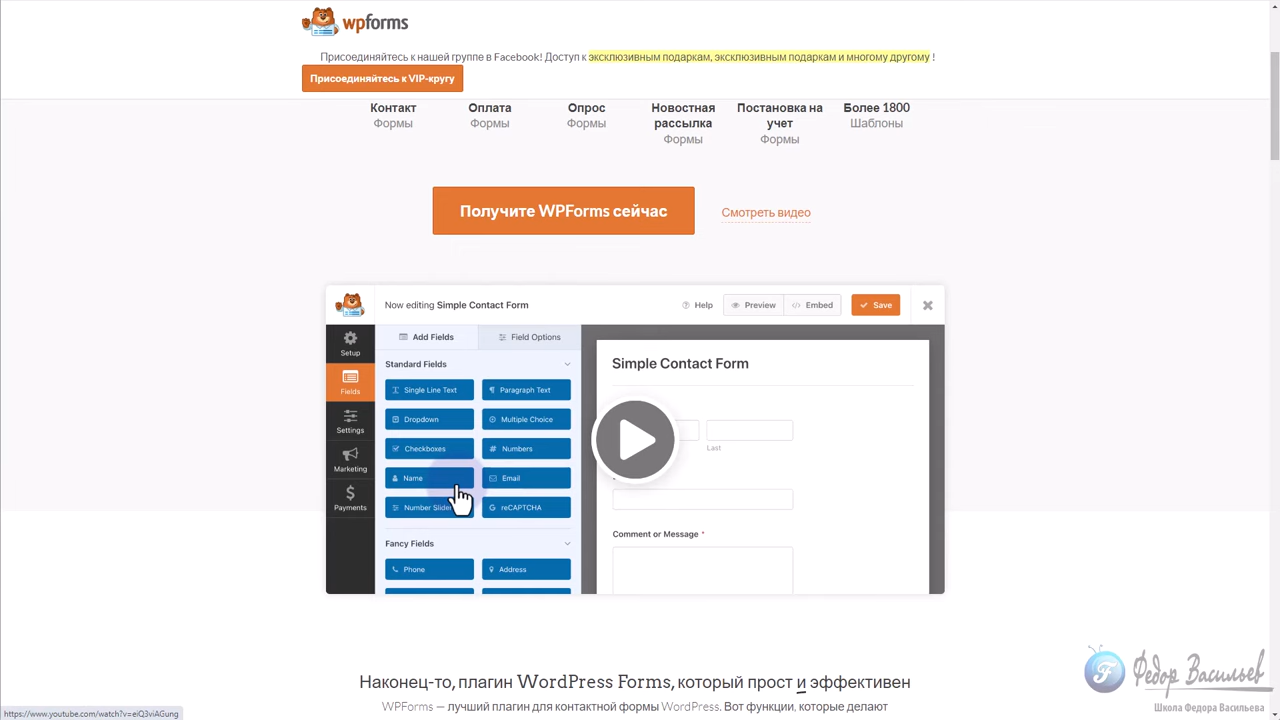 wpforms
Присоединяйтесь к нашей группе в Facebook! Доступ к эксклюзивным подаркам, эксклюзивным подаркам и многому другому !
Присоединяйтесь к VIP-кругу
Контакт
Формы
Оплата
Формы
Опрос
Формы
Новостная
рассылка
Формы
Постановка на
учет
Формы
Более 1800
Шаблоны
Получите WPForms сейчас
Смотреть видео
Now editing Simple Contact Form
Help
Preview
Embed
Save
Setup
Fields
Settings
Marketing
Payments
Add Fields
Field Options
Standard Fields
Single Line Text
Paragraph Text
Dropdown
Multiple Choice
Checkboxes
Numbers
Name
Email
Number Slider
reCAPTCHA
Fancy Fields
Phone
Address
Simple Contact Form
Last
Comment or Message *
Наконец-то, плагин WordPress Forms, который прост и эффективен
WPForms — лучший плагин для контактной формы WordPress. Вот функции, которые делают
https://www.youtube.com/watch?v=eiQ3viAGung
F Федор Васильев
Школа Федора Васильева